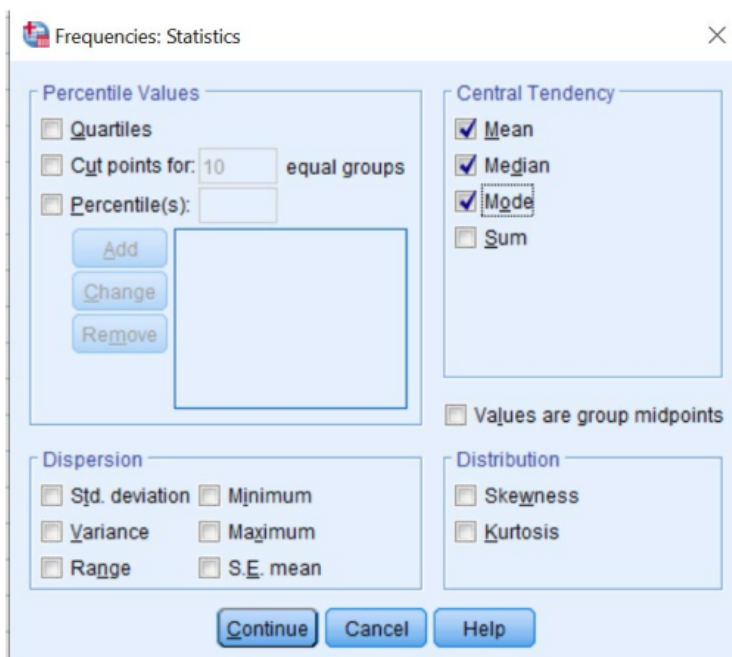 Frequencies: Statistics
Percentile Values
Quartiles
Cut points for: 10 equal groups
Percentile(s):
Add
Change
Remove
Central Tendency
Mean
Median
Mode
Sum
Values are group midpoints
Dispersion
Std. deviation Minimum
Variance Maximum
Range S.E. mean
Distribution
Skewness
Kurtosis
Continue Cancel Help